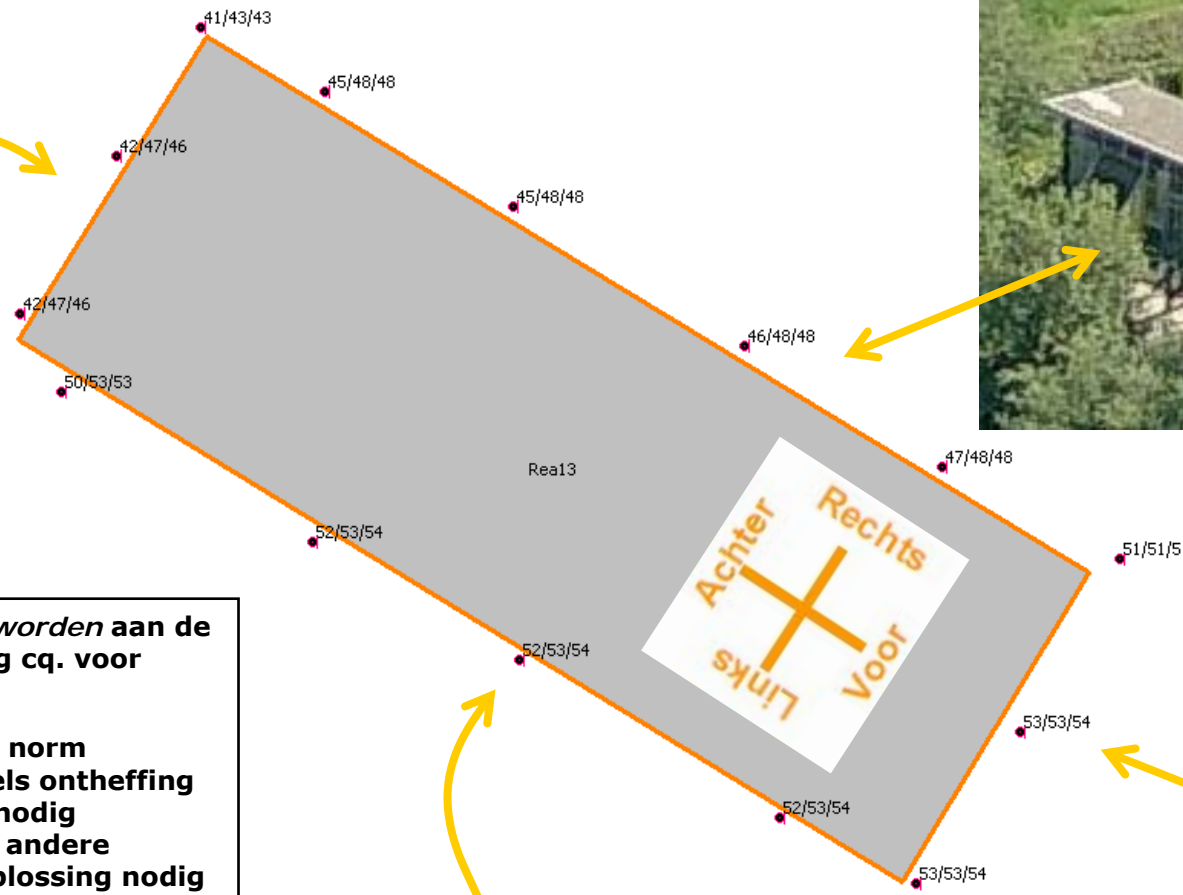 41/43/43
45/48/48
42/47/46
45/48/48
42/47/46
46/48/48
50/53/53
47/48/48
Rea13
Rechts
Achter
Voor
Links
52/53/54
51/51/5
worden aan de
g cq. voor
52/53/54
norm
els ontheffing
nodig
andere
plossing nodig
53/53/54
52/53/54
53/53/54